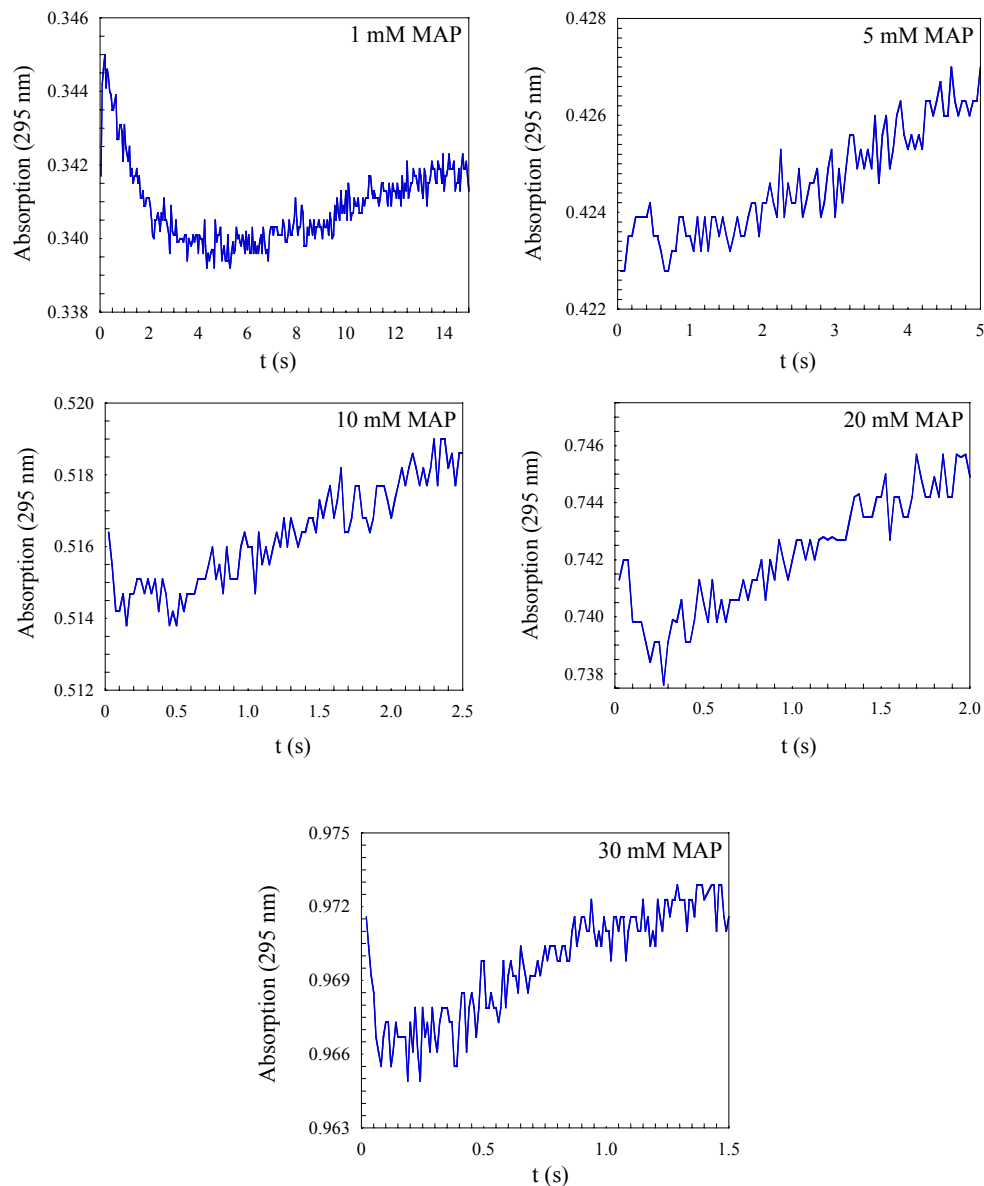 0.346
0.344
0.342
0.340
0.338
Absorption (295 nm)
1 mM MAP
0 2 4 6 8 10 12 14
t (s)
0.428
0.426
0.424
0.422
Absorption (295 nm)
5 mM MAP
0 1 2 3 4 5
t (s)
0.520
0.518
0.516
0.514
0.512
Absorption (295 nm)
10 mM MAP
0 0.5 1.0 1.5 2.0 2.5
t (s)
0.746
0.744
0.742
0.740
0.738
Absorption (295 nm)
20 mM MAP
0 0.5 1.0 1.5 2.0
t (s)
0.975
0.972
0.969
0.966
0.963
Absorption (295 nm)
30 mM MAP
0 0.5 1.0 1.5
t (s)